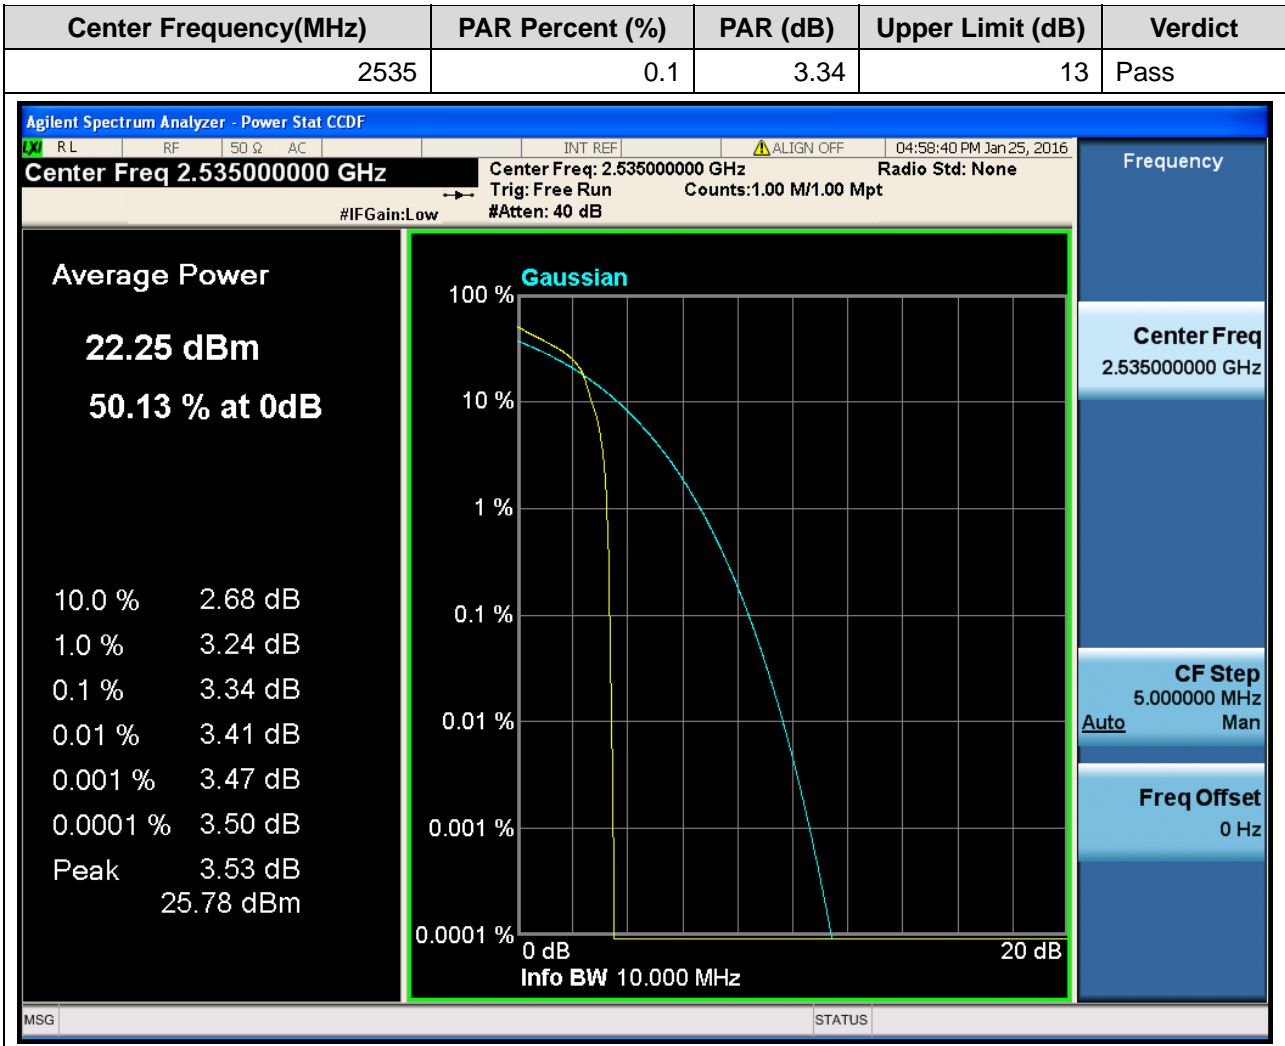 Center Frequency(MHz) PAR Percent (%) PAR (dB) Upper Limit (dB) Verdict
2535 0.1 3.34 13 Pass
Agilent Spectrum Analyzer - Power Stat CCDF
LXI RL RF 50 Ω AC INT REF ALIGN OFF 04:58:40 PM Jan 25, 2016
Center Freq 2.535000000 GHz
#IFGain:Low
Center Freq: 2.535000000 GHz Radio Std: None
Trig: Free Run Counts:1.00 M/1.00 Mpt
#Atten: 40 dB
Average Power
22.25 dBm
50.13 % at 0dB
10.0 % 2.68 dB
1.0 % 3.24 dB
0.1 % 3.34 dB
0.01 % 3.41 dB
0.001 % 3.47 dB
0.0001 % 3.50 dB
Peak 3.53 dB
25.78 dBm
Gaussian
100 %
10 %
1 %
0.1 %
0.01 %
0.001 %
0.0001 %
0 dB 20 dB
Info BW 10.000 MHz
Frequency
Center Freq
2.535000000 GHz
CF Step
5.000000 MHz
Auto Man
Freq Offset
0 Hz
MSG STATUS